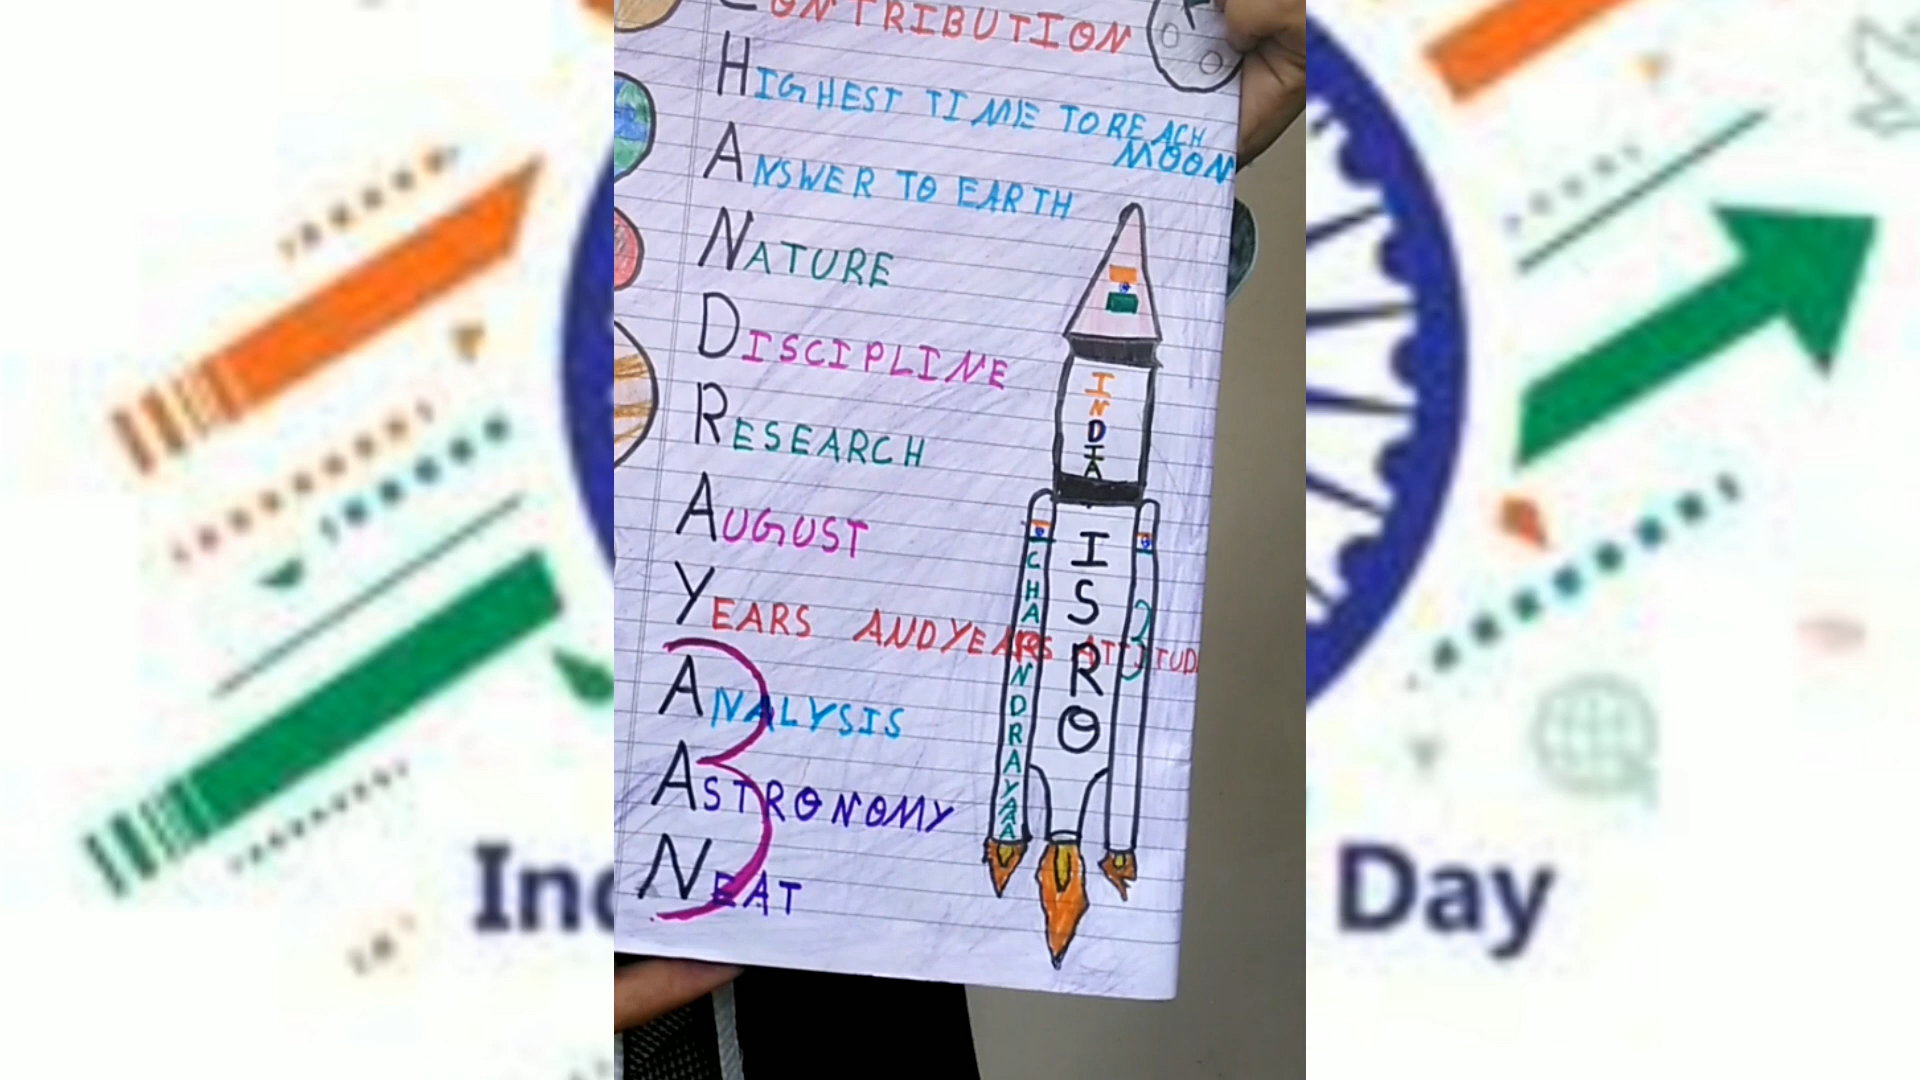 CONTRIBUTION
HIGHEST TIME TO REACH
MOON
ANSWER TO EARTH
NATURE
DISCIPLINE
RESEARCH
AUGUST
YEARS AND YEARS ATTITUD
ANALYSIS
ASTRONOMY
NEAT
3
INDIA
ISRO
CHANDRAYAAN
3
Day